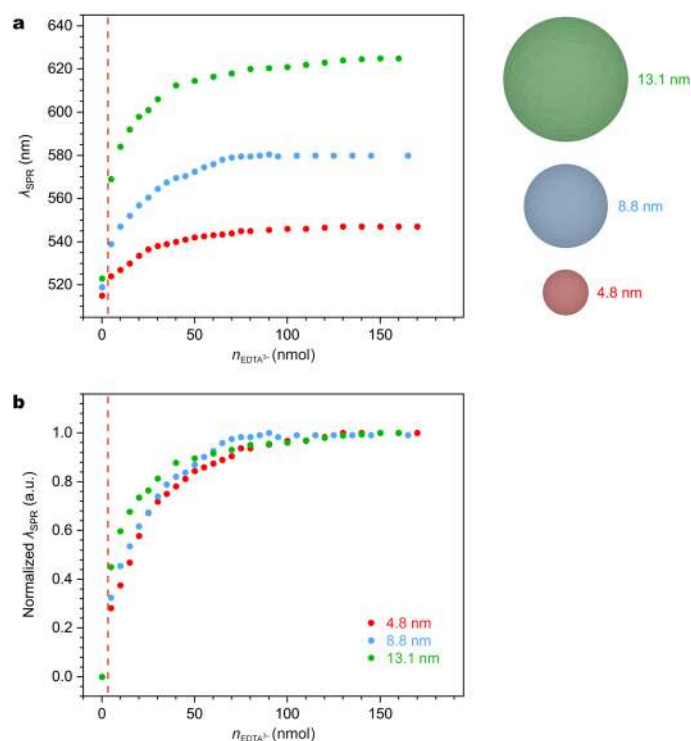 a
640
620
600
580
560
540
520
λSPR (nm)
0
50
100
150
nEDTA³⁻ (nmol)
13.1 nm
8.8 nm
4.8 nm
b
1.0
0.8
0.6
0.4
0.2
0.0
Normalized λSPR (a.u.)
4.8 nm
8.8 nm
13.1 nm
0
50
100
150
nEDTA³⁻ (nmol)